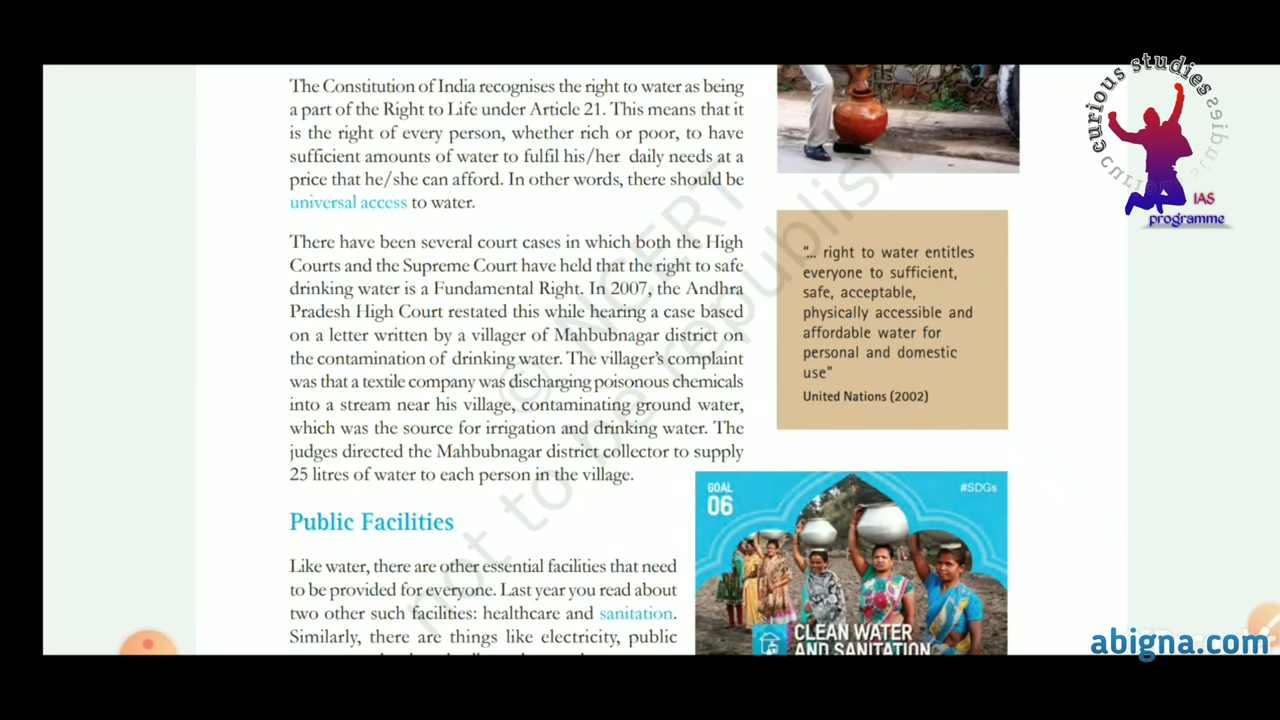 The Constitution of India recognises the right to water as being
a part of the Right to Life under Article 21. This means that it
is the right of every person, whether rich or poor, to have
sufficient amounts of water to fulfil his/her daily needs at a
price that he/she can afford. In other words, there should be
universal access to water.
There have been several court cases in which both the High
Courts and the Supreme Court have held that the right to safe
drinking water is a Fundamental Right. In 2007, the Andhra
Pradesh High Court restated this while hearing a case based
on a letter written by a villager of Mahbubnagar district on
the contamination of drinking water. The villager's complaint
was that a textile company was discharging poisonous chemicals
into a stream near his village, contaminating ground water,
which was the source for irrigation and drinking water. The
judges directed the Mahbubnagar district collector to supply
25 litres of water to each person in the village.
Public Facilities
Like water, there are other essential facilities that need
to be provided for everyone. Last year you read about
two other such facilities: healthcare and sanitation.
Similarly, there are things like electricity, public
"... right to water entitles
everyone to sufficient,
safe, acceptable,
physically accessible and
affordable water for
personal and domestic
use"
United Nations (2002)
GOAL
06
#SDGs
CLEAN WATER
AND SANITATION
© NCERT
not to be republish
curious studies
IAS
programme
abigna.com